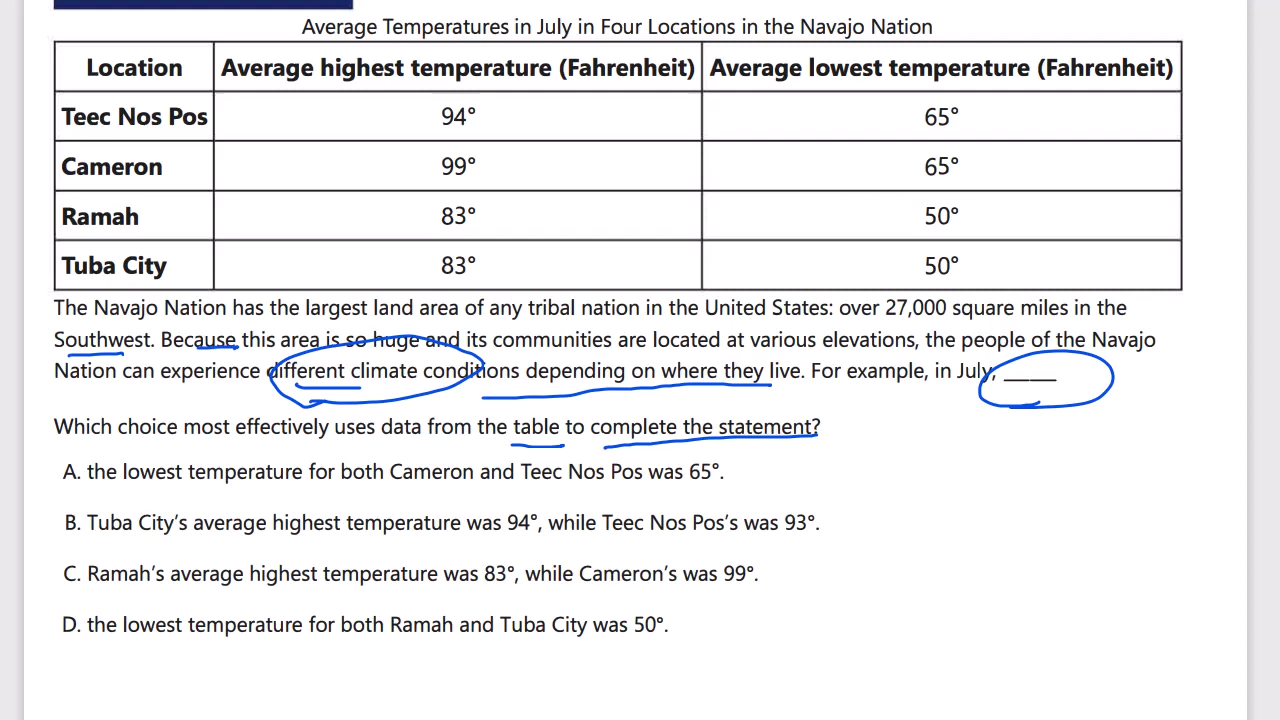 Average Temperatures in July in Four Locations in the Navajo Nation
Location Average highest temperature (Fahrenheit) Average lowest temperature (Fahrenheit)
Teec Nos Pos 94° 65°
Cameron 99° 65°
Ramah 83° 50°
Tuba City 83° 50°
The Navajo Nation has the largest land area of any tribal nation in the United States: over 27,000 square miles in the
Southwest. Because this area is so huge and its communities are located at various elevations, the people of the Navajo
Nation can experience different climate conditions depending on where they live. For example, in July, _____
Which choice most effectively uses data from the table to complete the statement?
A. the lowest temperature for both Cameron and Teec Nos Pos was 65°.
B. Tuba City’s average highest temperature was 94°, while Teec Nos Pos’s was 93°.
C. Ramah’s average highest temperature was 83°, while Cameron’s was 99°.
D. the lowest temperature for both Ramah and Tuba City was 50°.